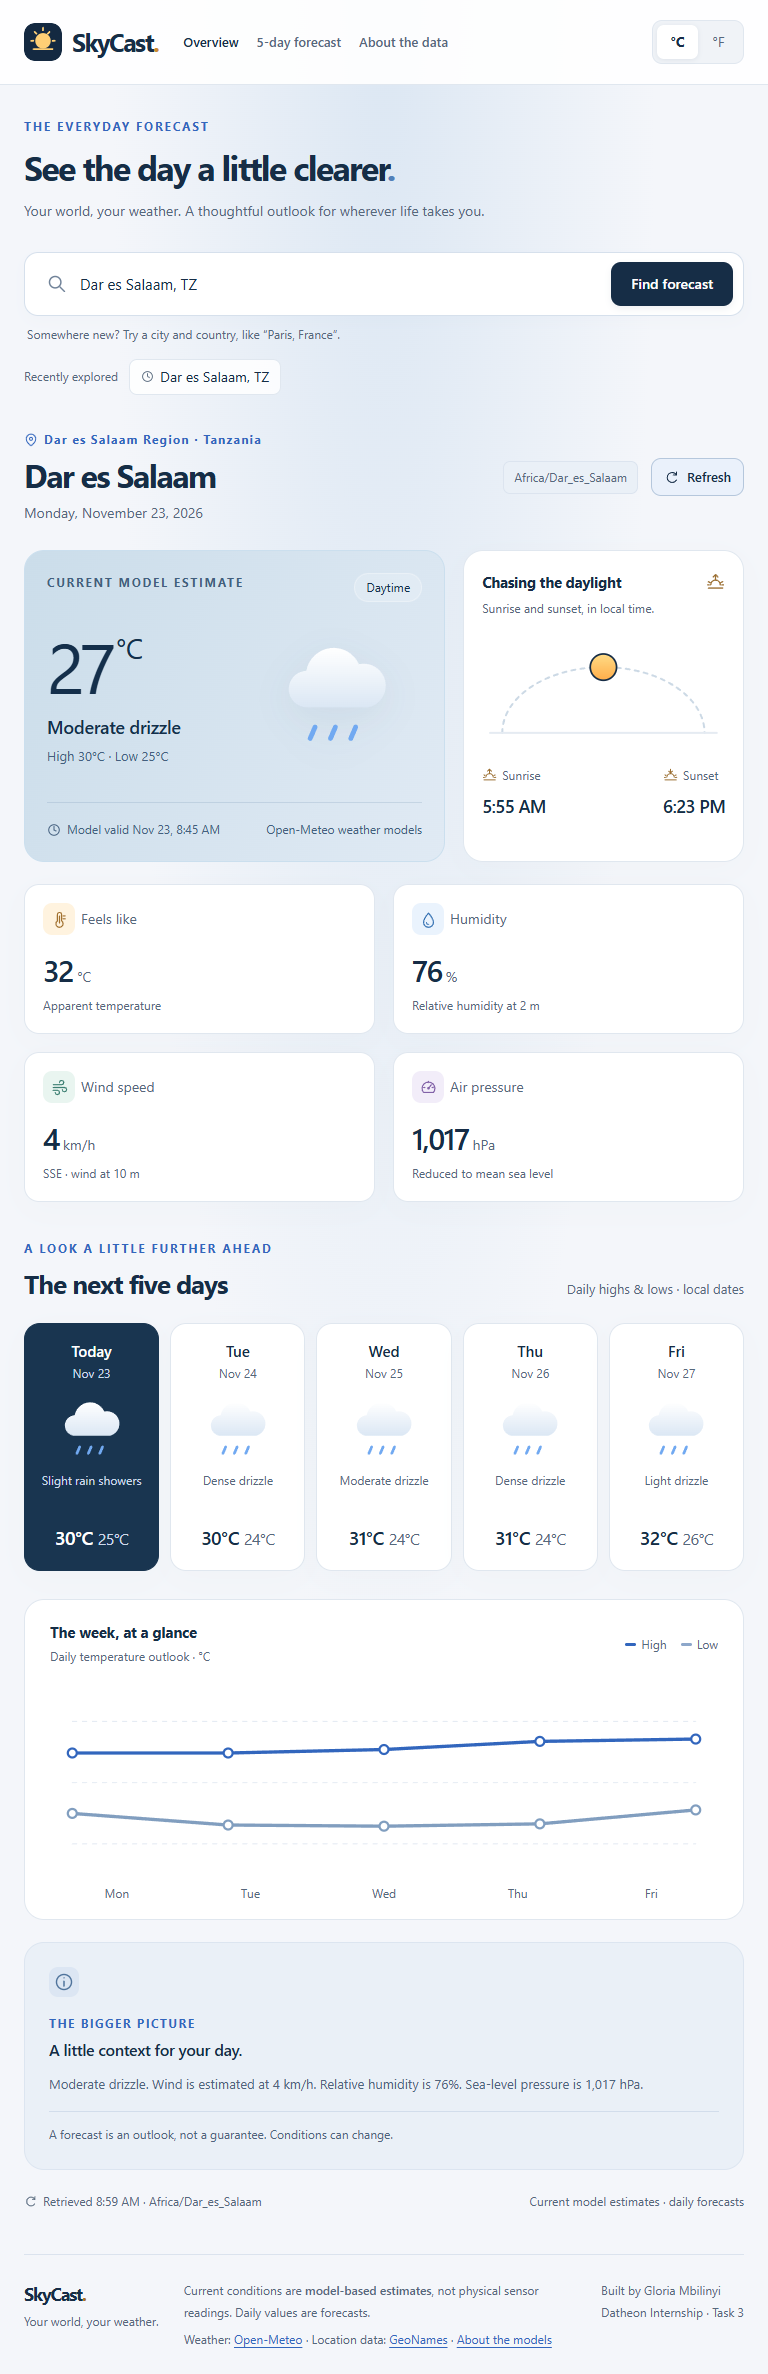 SkyCast.
Overview
5-day forecast
About the data
°C
°F
THE EVERYDAY FORECAST
See the day a little clearer.
Your world, your weather. A thoughtful outlook for wherever life takes you.
Dar es Salaam, TZ
Find forecast
Somewhere new? Try a city and country, like “Paris, France”.
Recently explored
Dar es Salaam, TZ
Dar es Salaam Region · Tanzania
Dar es Salaam
Africa/Dar_es_Salaam
Refresh
Monday, November 23, 2026
CURRENT MODEL ESTIMATE
Daytime
27°C
Moderate drizzle
High 30°C · Low 25°C
Model valid Nov 23, 8:45 AM
Open-Meteo weather models
Chasing the daylight
Sunrise and sunset, in local time.
Sunrise
Sunset
5:55 AM
6:23 PM
Feels like
32 °C
Apparent temperature
Humidity
76 %
Relative humidity at 2 m
Wind speed
4 km/h
SSE · wind at 10 m
Air pressure
1,017 hPa
Reduced to mean sea level
A LOOK A LITTLE FURTHER AHEAD
The next five days
Daily highs & lows · local dates
Today
Nov 23
Slight rain showers
30°C 25°C
Tue
Nov 24
Dense drizzle
30°C 24°C
Wed
Nov 25
Moderate drizzle
31°C 24°C
Thu
Nov 26
Dense drizzle
31°C 24°C
Fri
Nov 27
Light drizzle
32°C 26°C
The week, at a glance
Daily temperature outlook · °C
High
Low
Mon
Tue
Wed
Thu
Fri
THE BIGGER PICTURE
A little context for your day.
Moderate drizzle. Wind is estimated at 4 km/h. Relative humidity is 76%. Sea-level pressure is 1,017 hPa.
A forecast is an outlook, not a guarantee. Conditions can change.
Retrieved 8:59 AM · Africa/Dar_es_Salaam
Current model estimates · daily forecasts
SkyCast.
Your world, your weather.
Current conditions are model-based estimates, not physical sensor
readings. Daily values are forecasts.
Weather: Open-Meteo · Location data: GeoNames · About the models
Built by Gloria Mbilinyi
Datheon Internship · Task 3